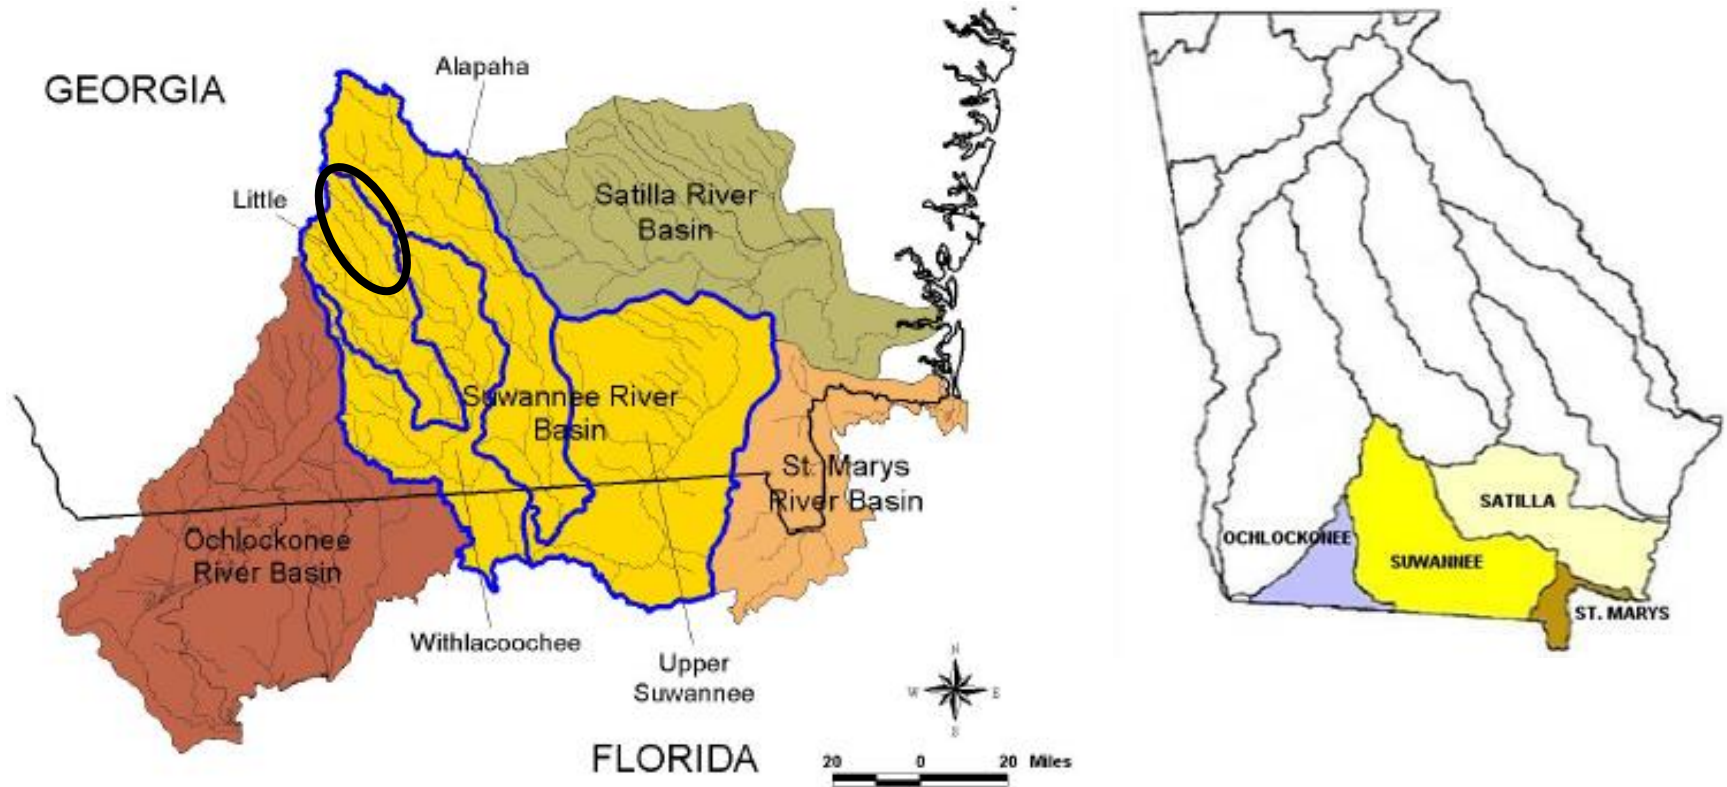 GEORGIA
Alapaha
Little
Satilla River
Basin
Suwannee River
Basin
St. Marys
River Basin
Ochlockonee
River Basin
Withlacoochee
Upper
Suwannee
FLORIDA
N
W E
S
20 0 20 Miles
SATILLA
OCHLOCKONEE
SUWANNEE
ST. MARYS